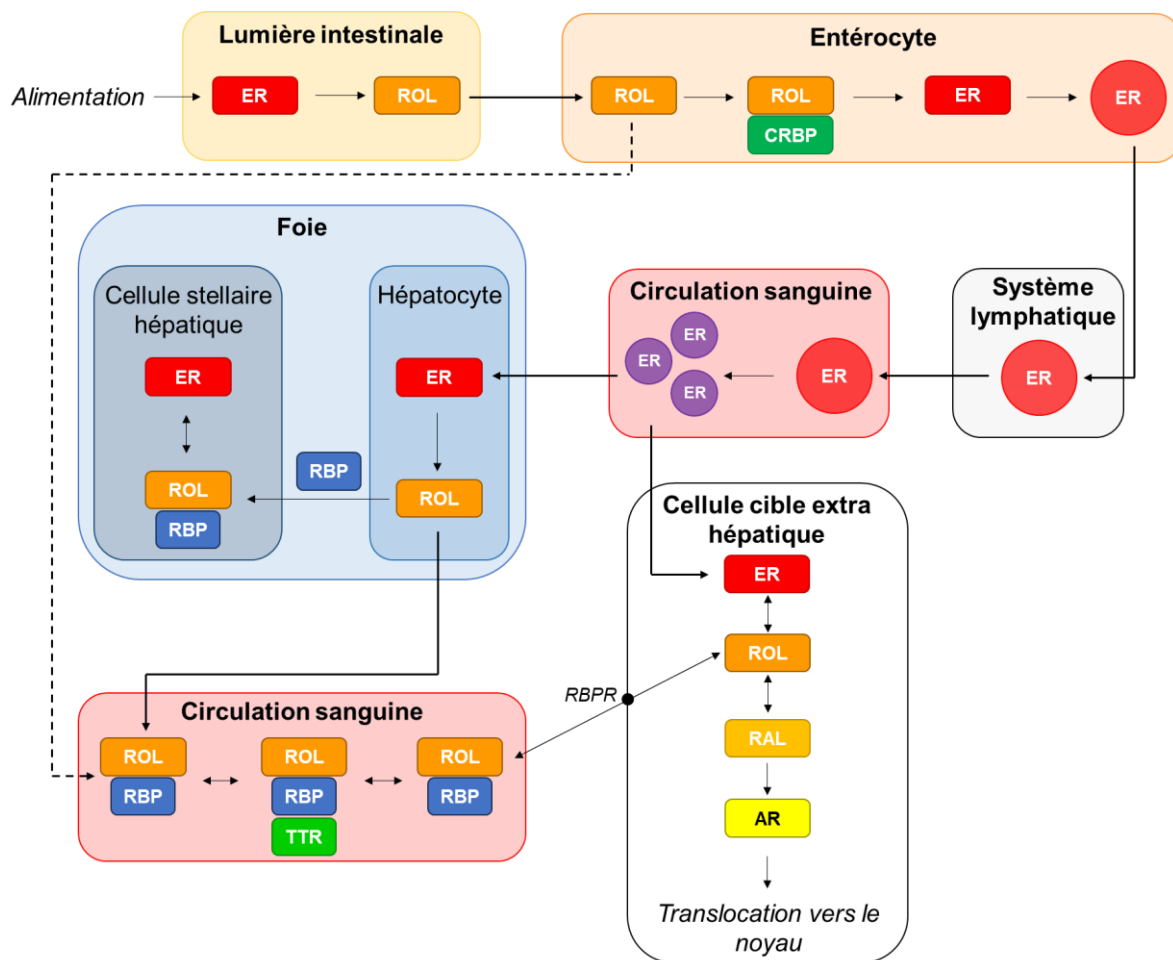 Lumière intestinale
Alimentation
ER
ROL
Entérocyte
ROL
ROL
CRBP
ER
ER
Foie
Cellule stellaire
hépatique
ER
ROL
RBP
RBP
Hépatocyte
ER
ROL
Circulation sanguine
ER
ER
ER
ER
Système
lymphatique
ER
Cellule cible extra
hépatique
ER
ROL
RAL
AR
Translocation vers le
noyau
RBPR
Circulation sanguine
ROL
RBP
ROL
RBP
TTR
ROL
RBP